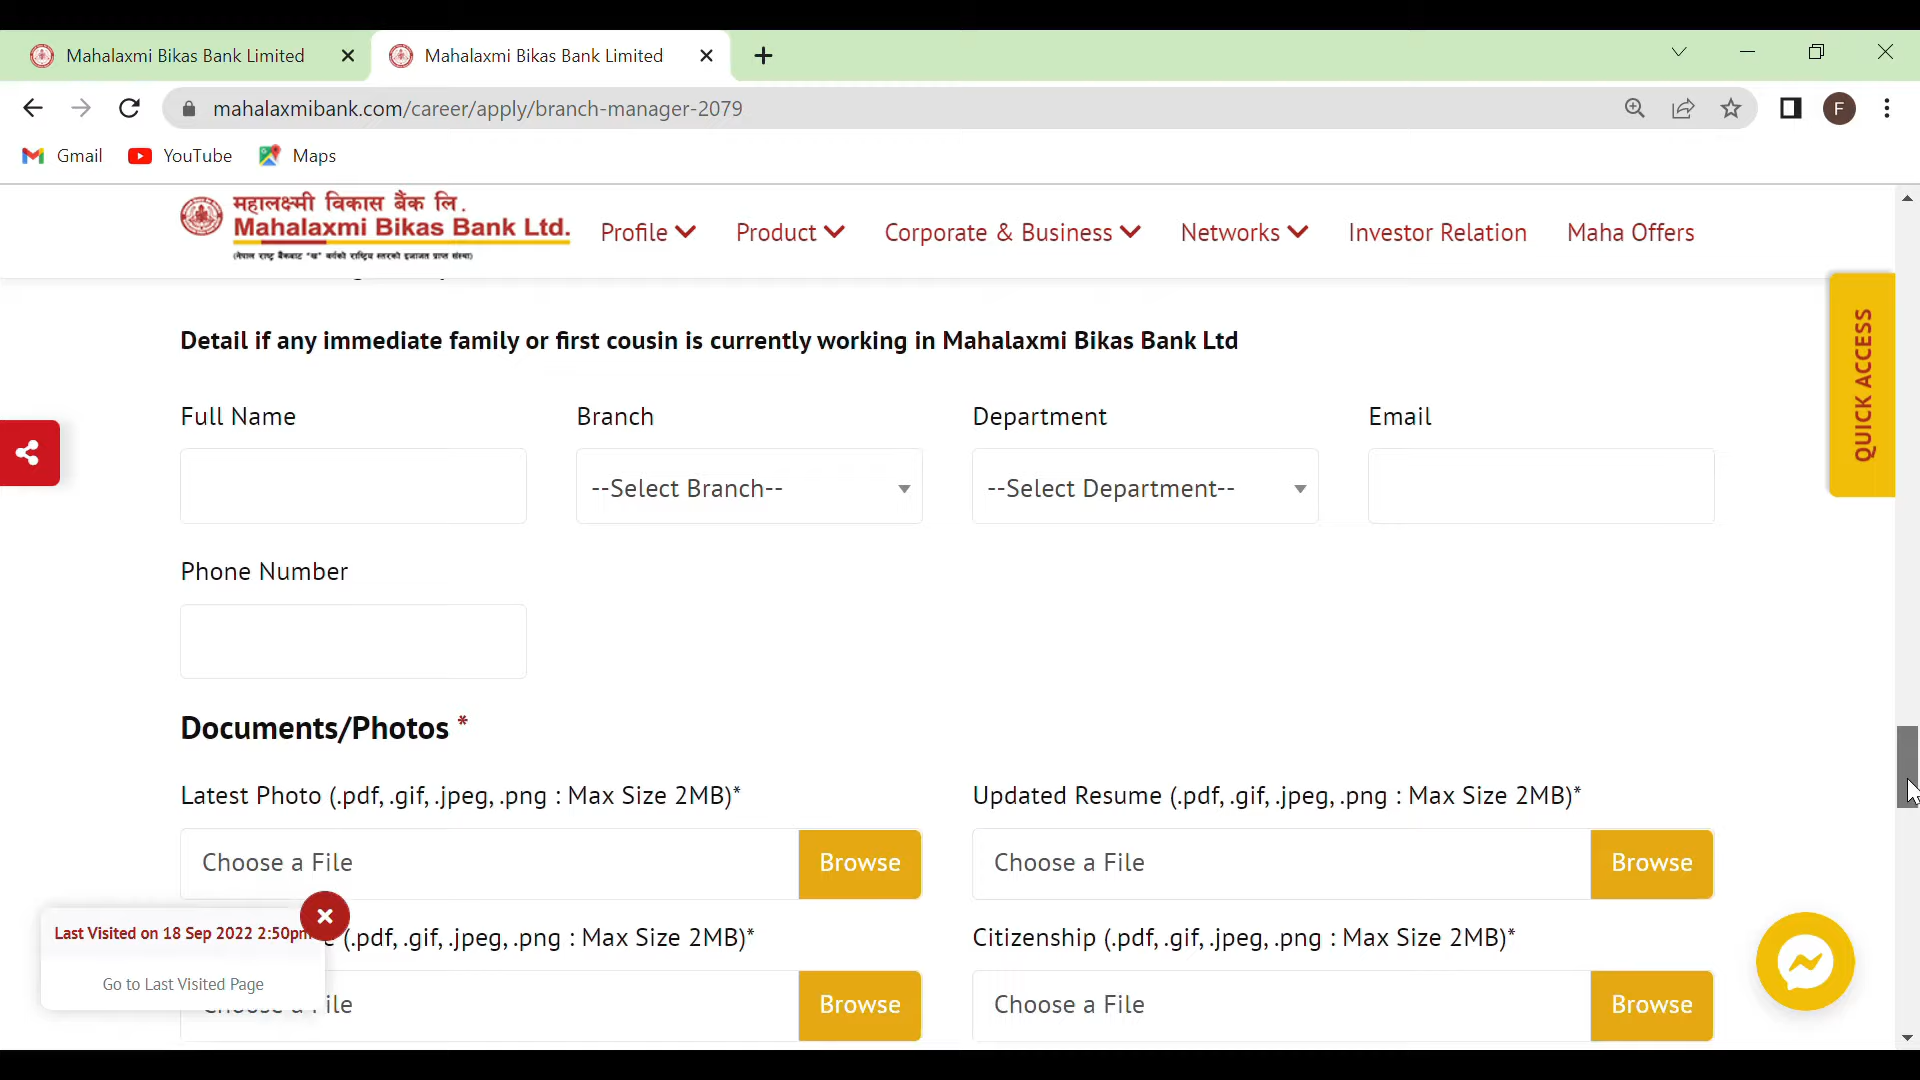 Mahalaxmi Bikas Bank Limited
Mahalaxmi Bikas Bank Limited
mahalaxmibank.com/career/apply/branch-manager-2079
F
Gmail YouTube Maps
महालक्ष्मी विकास बैंक लि.
Mahalaxmi Bikas Bank Ltd.
(नेपाल राष्ट्र बैंकबाट "ख" वर्गको राष्ट्रिय स्तरको इजाजत प्राप्त संस्था)
Profile Product Corporate & Business Networks Investor Relation Maha Offers
QUICK ACCESS
Detail if any immediate family or first cousin is currently working in Mahalaxmi Bikas Bank Ltd
Full Name Branch Department Email
--Select Branch-- --Select Department--
Phone Number
Documents/Photos *
Latest Photo (.pdf, .gif, .jpeg, .png : Max Size 2MB)* Updated Resume (.pdf, .gif, .jpeg, .png : Max Size 2MB)*
Choose a File Browse Choose a File Browse
Last Visited on 18 Sep 2022 2:50pm
(.pdf, .gif, .jpeg, .png : Max Size 2MB)* Citizenship (.pdf, .gif, .jpeg, .png : Max Size 2MB)*
Go to Last Visited Page
Browse Choose a File Browse